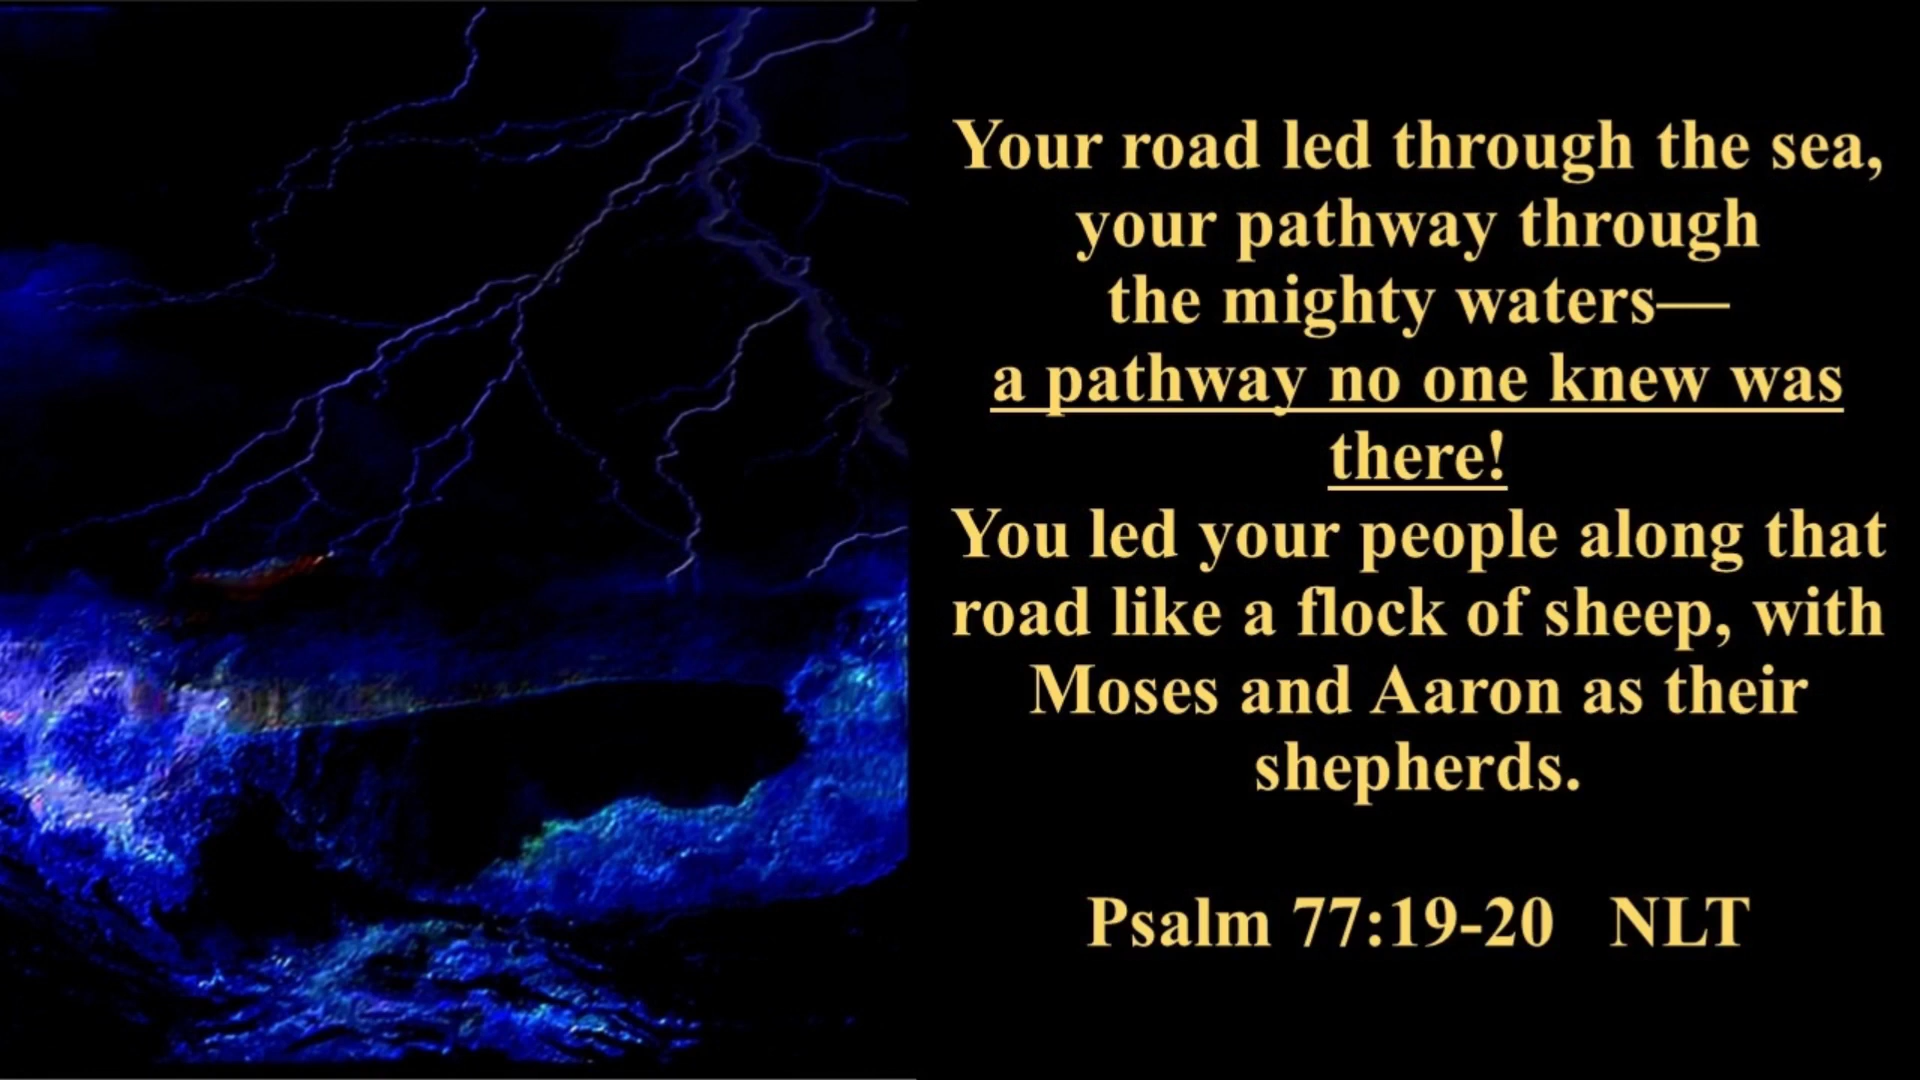 Your road led through the sea,
your pathway through
the mighty waters—
a pathway no one knew was
there!
You led your people along that
road like a flock of sheep, with
Moses and Aaron as their
shepherds.
Psalm 77:19-20 NLT